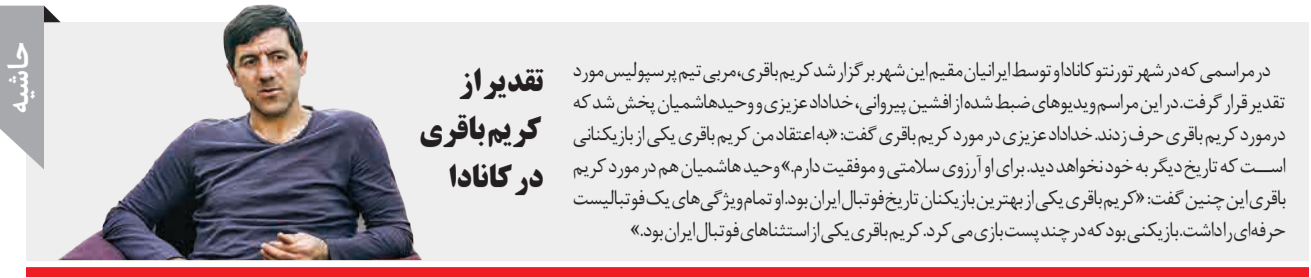 حاشیه
تقدیر از
کریم باقری
در کانادا
در مراسمی که در شهر تورنتو کانادا و توسط ایرانیان مقیم این شهر برگزار شد کریم باقری، مربی تیم پرسپولیس مورد
تقدیر قرار گرفت. در این مراسم ویدیوهای ضبط شده از افشین پیروانی، خداداد عزیزی و وحید هاشمیان پخش شد که
درمورد کریم باقری حرف زدند. خداداد عزیزی در مورد کریم باقری گفت: «به اعتقاد من کریم باقری یکی از بازیکنانی
است که تاریخ دیگر به خود نخواهد دید. برای او آرزوی سلامتی و موفقیت دارم.» وحید هاشمیان هم در مورد کریم
باقری این چنین گفت: «کریم باقری یکی از بهترین بازیکنان تاریخ فوتبال ایران بود. او تمام ویژگی‌های یک فوتبالیست
حرفه‌ای را داشت. بازیکنی بود که در چند پست بازی می کرد. کریم باقری یکی از استثناهای فوتبال ایران بود.»